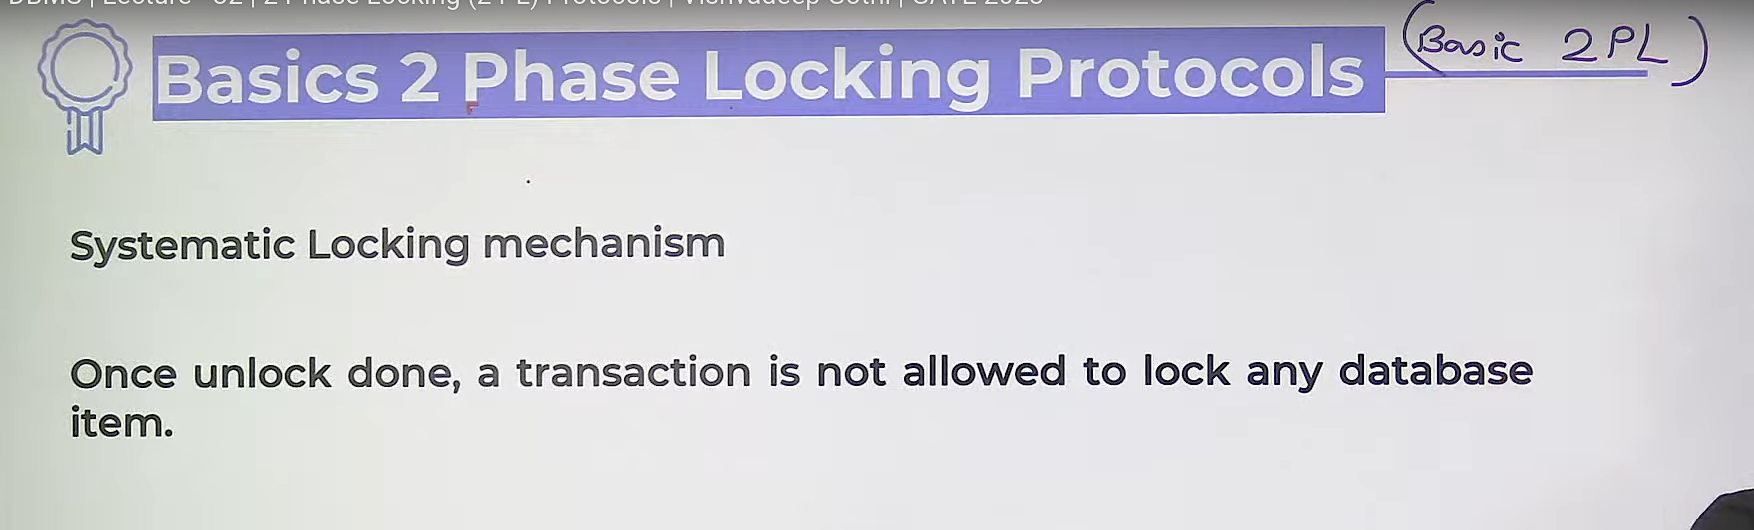 Basics 2 Phase Locking Protocols (Basic 2PL)
Systematic Locking mechanism
Once unlock done, a transaction is not allowed to lock any database
item.